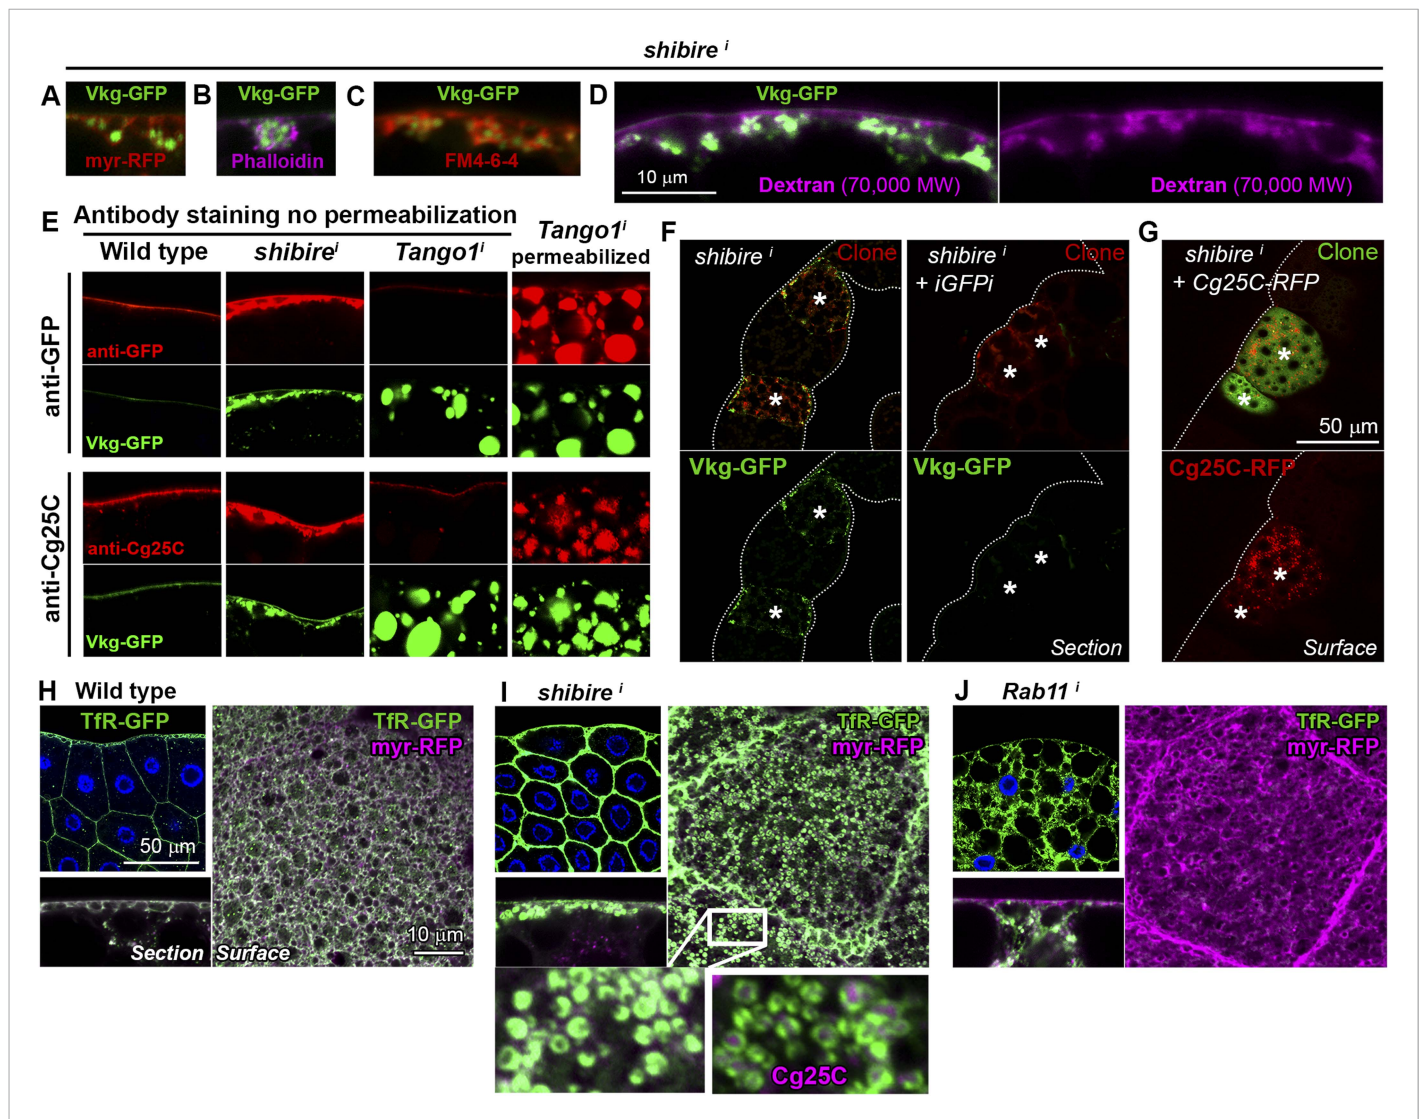 shibire i
A
Vkg-GFP
myr-RFP
B
Vkg-GFP
Phalloidin
C
Vkg-GFP
FM4-6-4
D
Vkg-GFP
10 μm
Dextran (70,000 MW)
Dextran (70,000 MW)
E
Antibody staining no permeabilization
Wild type
shibirei
Tango1i
Tango1i
permeabilized
anti-GFP
anti-GFP
Vkg-GFP
anti-Cg25C
anti-Cg25C
Vkg-GFP
F
shibire i
Clone
shibire i
+ iGFPi
Clone
*
*
*
*
Vkg-GFP
*
*
Vkg-GFP
*
*
Section
G
shibire i
Clone
+ Cg25C-RFP
*
*
50 μm
Cg25C-RFP
*
*
Surface
H
Wild type
TfR-GFP
50 μm
Section
TfR-GFP
myr-RFP
10 μm
Surface
I
shibire i
TfR-GFP
myr-RFP
Cg25C
J
Rab11 i
TfR-GFP
myr-RFP